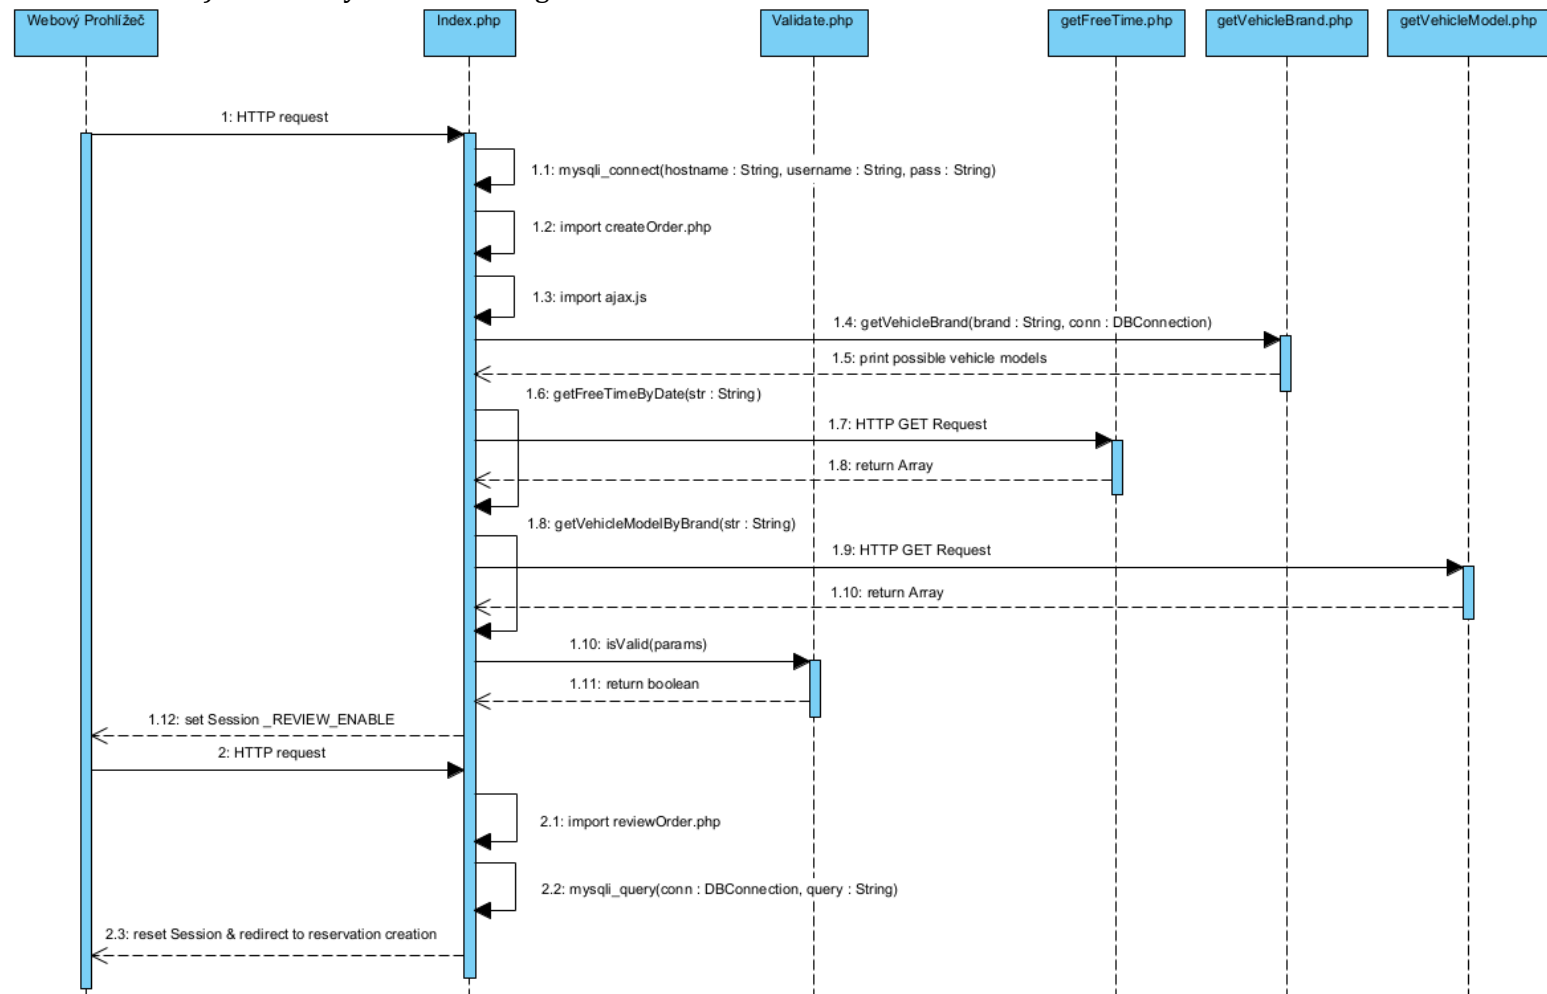 Webový Prohlížeč
Index.php
Validate.php
getFreeTime.php
getVehicleBrand.php
getVehicleModel.php
1: HTTP request
1.1: mysqli_connect(hostname : String, username : String, pass : String)
1.2: import createOrder.php
1.3: import ajax.js
1.4: getVehicleBrand(brand : String, conn : DBConnection)
1.5: print possible vehicle models
1.6: getFreeTimeByDate(str : String)
1.7: HTTP GET Request
1.8: return Array
1.8: getVehicleModelByBrand(str : String)
1.9: HTTP GET Request
1.10: return Array
1.10: isValid(params)
1.11: return boolean
1.12: set Session _REVIEW_ENABLE
2: HTTP request
2.1: import reviewOrder.php
2.2: mysqli_query(conn : DBConnection, query : String)
2.3: reset Session & redirect to reservation creation